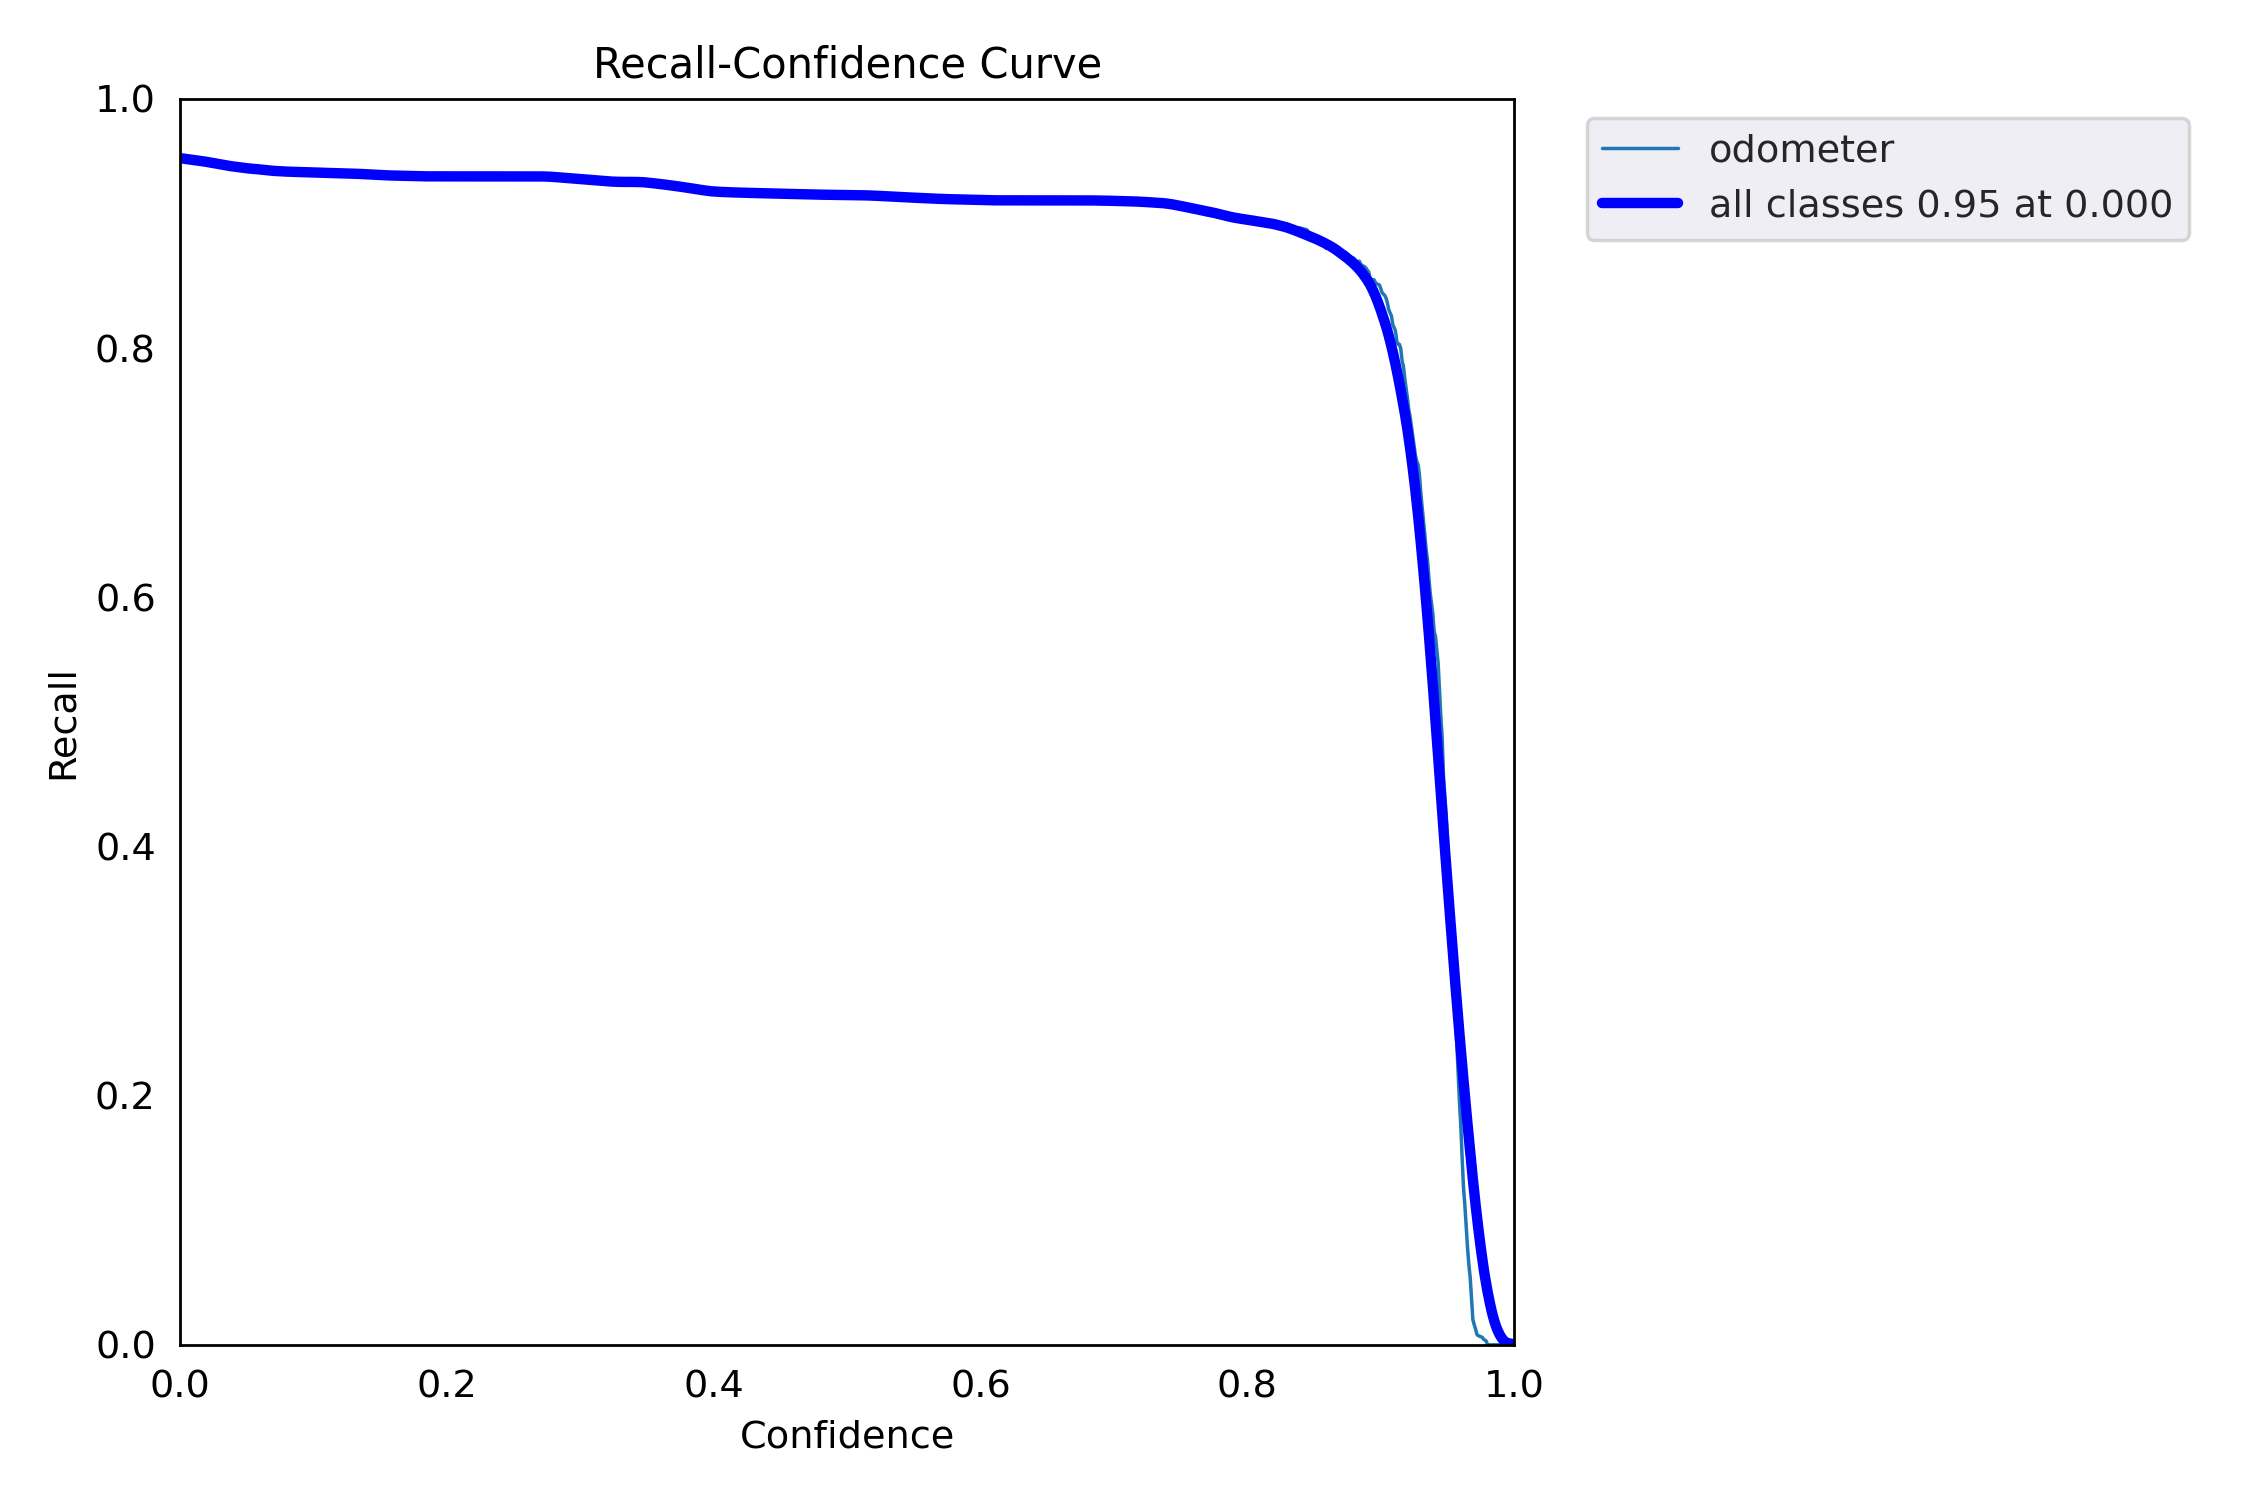 Recall-Confidence Curve
1.0
0.8
0.6
0.4
0.2
0.0
Recall
0.0 0.2 0.4 0.6 0.8 1.0
Confidence
odometer
all classes 0.95 at 0.000